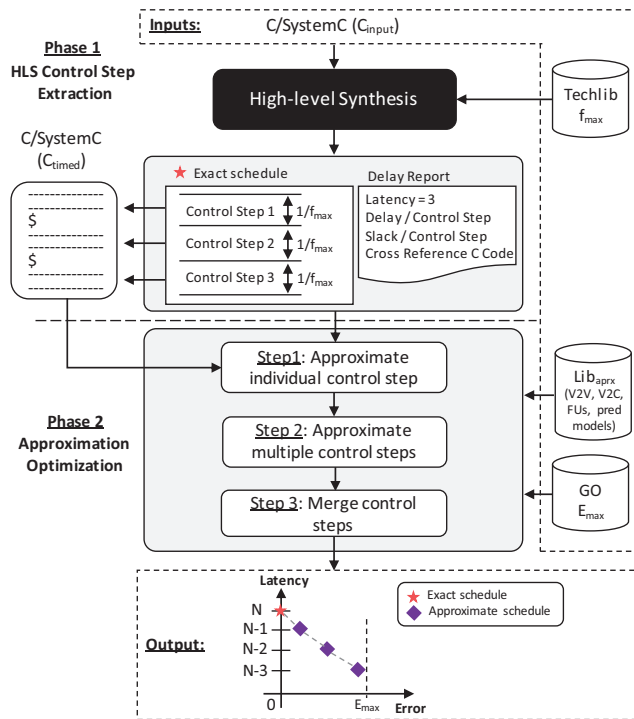 Inputs:
C/SystemC (Cinput)
Phase 1
HLS Control Step
Extraction
High-level Synthesis
Techlib
fmax
C/SystemC
(Ctimed)
----------
$
----------
$
----------
Exact schedule
Control Step 1
1/fmax
Control Step 2
1/fmax
Control Step 3
1/fmax
Delay Report
Latency = 3
Delay / Control Step
Slack / Control Step
Cross Reference C Code
Phase 2
Approximation
Optimization
Step1: Approximate
individual control step
Step 2: Approximate
multiple control steps
Step 3: Merge control
steps
Libaprx
(V2V, V2C,
FUs, pred
models)
GO
Emax
Output:
Latency
N
N-1
N-2
N-3
0
Emax
Error
Exact schedule
Approximate schedule